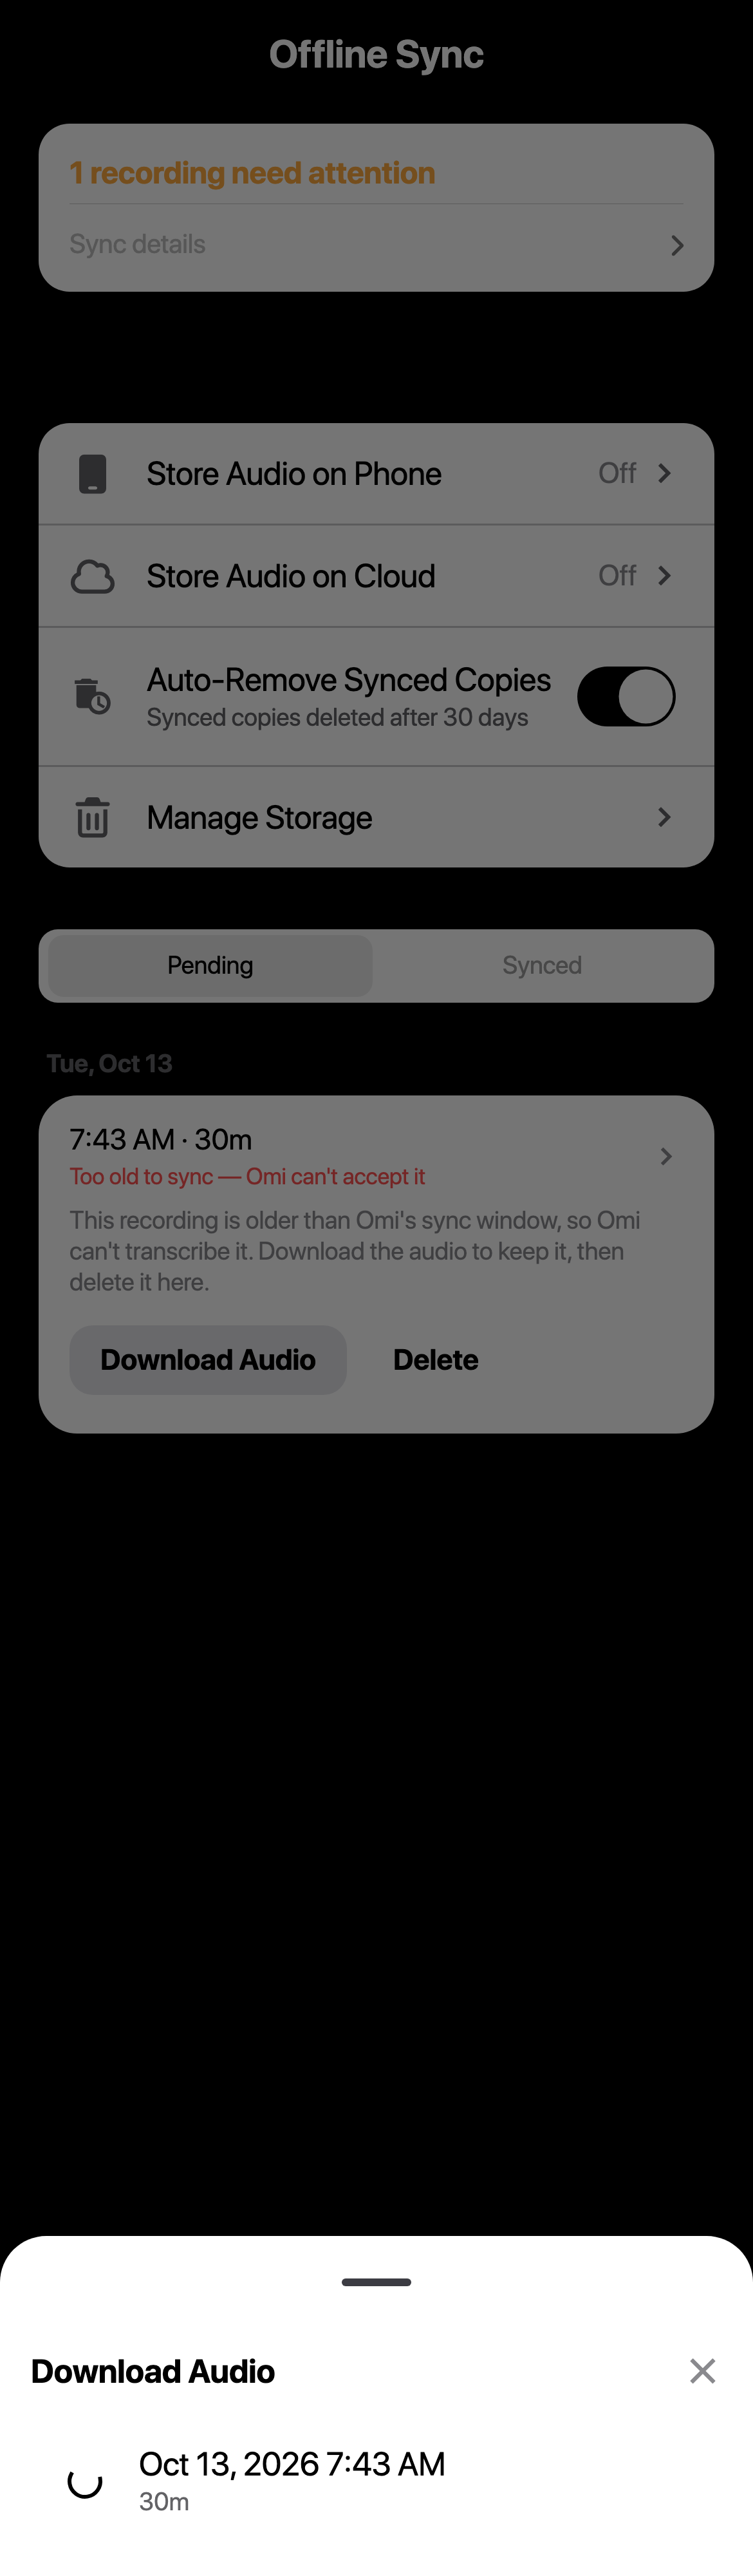 Offline Sync
1 recording need attention
Sync details
Store Audio on Phone
Off
Store Audio on Cloud
Off
Auto-Remove Synced Copies
Synced copies deleted after 30 days
Manage Storage
Pending
Synced
Tue, Oct 13
7:43 AM · 30m
Too old to sync — Omi can't accept it
This recording is older than Omi's sync window, so Omi
can't transcribe it. Download the audio to keep it, then
delete it here.
Download Audio
Delete
Download Audio
Oct 13, 2026 7:43 AM
30m